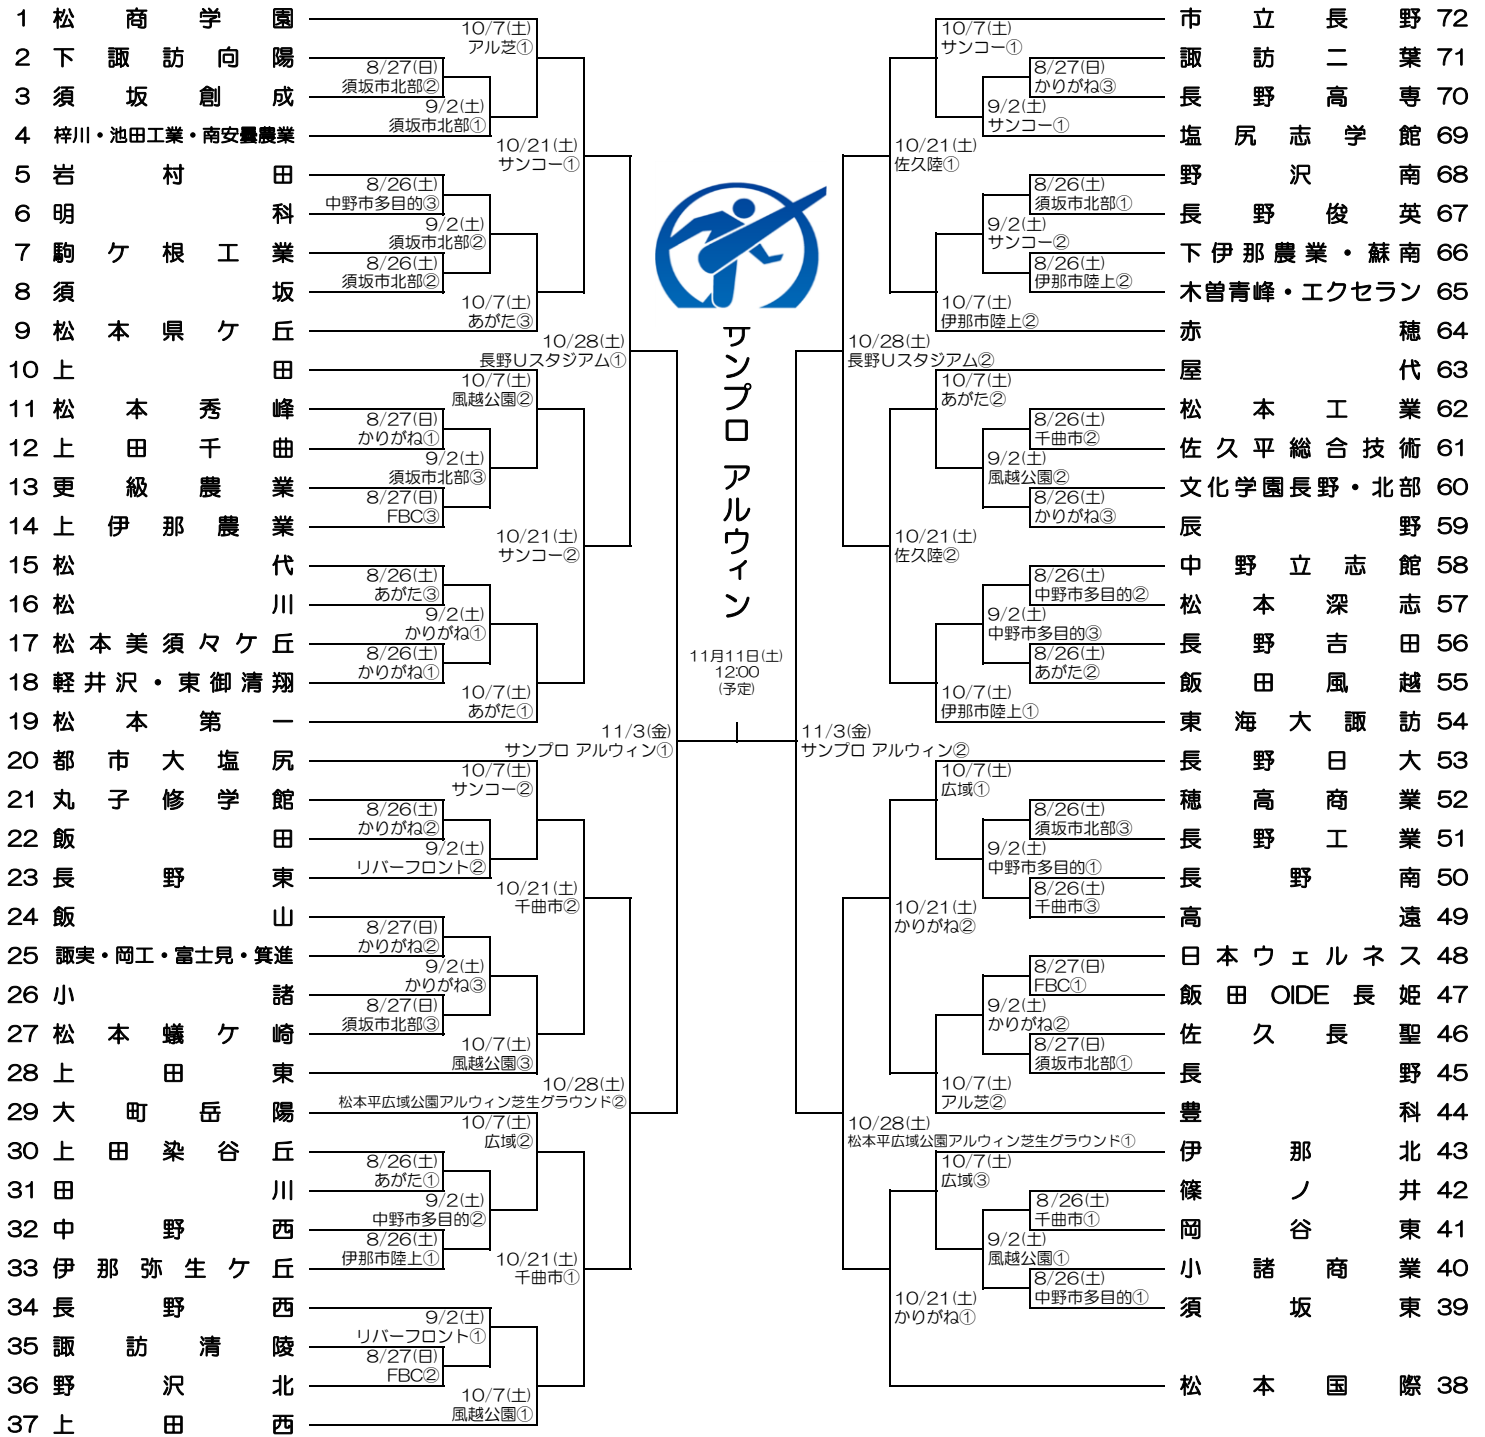 1 松商学園
2 下諏訪向陽
3 須坂創成
4 梓川・池田工業・南安曇農業
5 岩村田
6 明科
7 駒ケ根工業
8 須坂
9 松本県ケ丘
10 上田
11 松本秀峰
12 上田千曲
13 更級農業
14 上伊那農業
15 松代
16 松川
17 松本美須々ケ丘
18 軽井沢・東御清翔
19 松本第一
20 都市大塩尻
21 丸子修学館
22 飯田
23 長野東
24 飯山
25 諏実・岡工・富士見・箕進
26 小諸
27 松本蟻ケ崎
28 上田東
29 大町岳陽
30 上田染谷丘
31 田川
32 中野西
33 伊那弥生ケ丘
34 長野西
35 諏訪清陵
36 野沢北
37 上田西
10/7(土)
アル芝①
8/27(日)
須坂市北部②
9/2(土)
須坂市北部①
10/21(土)
サンコー①
8/26(土)
中野市多目的③
9/2(土)
須坂市北部②
8/26(土)
須坂市北部②
10/7(土)
あがた③
10/28(土)
長野Uスタジアム①
10/7(土)
風越公園②
8/27(日)
かりがね①
9/2(土)
須坂市北部③
8/27(日)
FBC③
10/21(土)
サンコー②
8/26(土)
あがた③
9/2(土)
かりがね①
8/26(土)
かりがね①
10/7(土)
あがた①
11/3(金)
サンプロ アルウィン①
10/7(土)
サンコー②
8/26(土)
かりがね②
9/2(土)
リバーフロント②
10/21(土)
千曲市②
8/27(日)
かりがね②
9/2(土)
かりがね③
8/27(日)
須坂市北部③
10/7(土)
風越公園③
10/28(土)
松本平広域公園アルウィン芝生グラウンド②
10/7(土)
広域②
8/26(土)
あがた①
9/2(土)
中野市多目的②
8/26(土)
伊那市陸上①
10/21(土)
千曲市①
9/2(土)
リバーフロント①
8/27(日)
FBC②
10/7(土)
風越公園①
サンプロ アルウィン
11月11日(土)
12:00
(予定)
10/7(土)
サンコー①
8/27(日)
かりがね③
9/2(土)
サンコー①
10/21(土)
佐久陸①
8/26(土)
須坂市北部①
9/2(土)
サンコー②
8/26(土)
伊那市陸上②
10/7(土)
伊那市陸上②
10/28(土)
長野Uスタジアム②
10/7(土)
あがた②
8/26(土)
千曲市②
9/2(土)
風越公園②
8/26(土)
かりがね③
10/21(土)
佐久陸②
8/26(土)
中野市多目的②
9/2(土)
中野市多目的③
8/26(土)
あがた②
10/7(土)
伊那市陸上①
11/3(金)
サンプロ アルウィン②
10/7(土)
広域①
8/26(土)
須坂市北部③
9/2(土)
中野市多目的①
8/26(土)
千曲市③
10/21(土)
かりがね②
8/27(日)
FBC①
9/2(土)
かりがね②
8/27(日)
須坂市北部①
10/7(土)
アル芝②
10/28(土)
松本平広域公園アルウィン芝生グラウンド①
10/7(土)
広域③
8/26(土)
千曲市①
9/2(土)
風越公園①
8/26(土)
中野市多目的①
10/21(土)
かりがね①
市立長野 72
諏訪二葉 71
長野高専 70
塩尻志学館 69
野沢南 68
長野俊英 67
下伊那農業・蘇南 66
木曽青峰・エクセラン 65
赤穂 64
屋代 63
松本工業 62
佐久平総合技術 61
文化学園長野・北部 60
辰野 59
中野立志館 58
松本深志 57
長野吉田 56
飯田風越 55
東海大諏訪 54
長野日大 53
穂高商業 52
長野工業 51
長野南 50
高遠 49
日本ウェルネス 48
飯田OIDE長姫 47
佐久長聖 46
長野 45
豊科 44
伊那北 43
篠ノ井 42
岡谷東 41
小諸商業 40
須坂東 39
松本国際 38